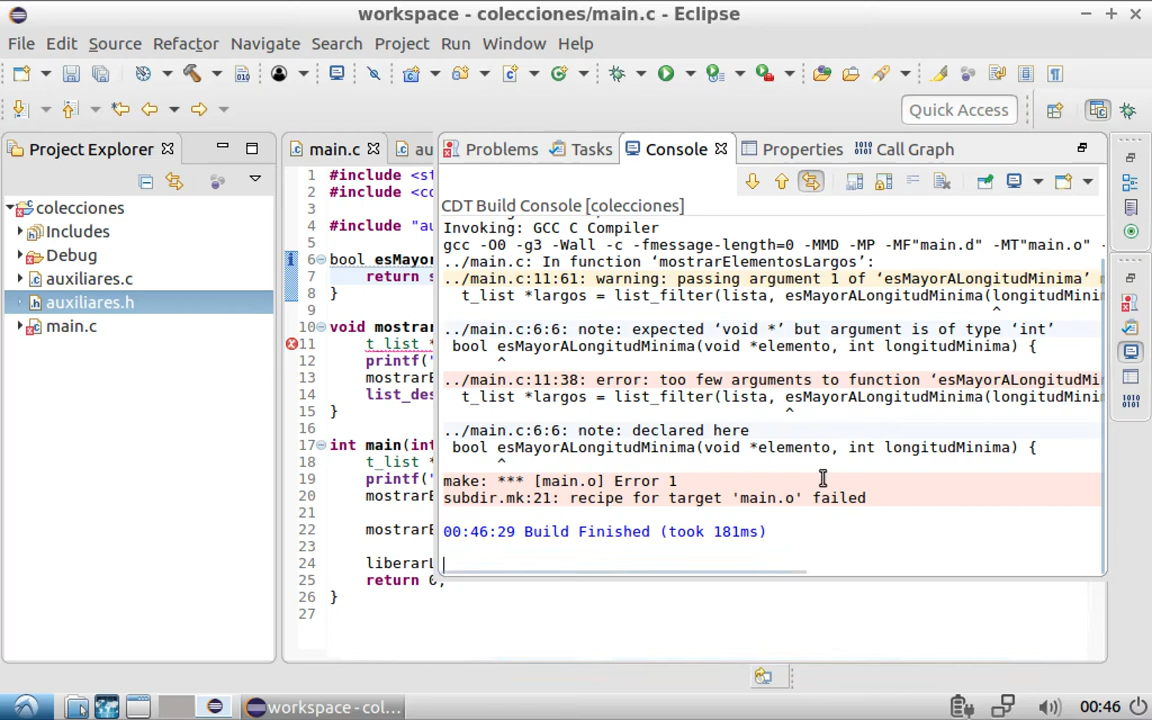 workspace - colecciones/main.c - Eclipse
File Edit Source Refactor Navigate Search Project Run Window Help
Quick Access
Project Explorer
colecciones
Includes
Debug
auxiliares.c
auxiliares.h
main.c
main.c au
1 #include <st
2 #include <co
3
4 #include "au
5
6 bool esMayor
7 return s
8 }
9
10 void mostrar
11 t_list *
12 printf("
13 mostrarE
14 list_des
15 }
16
17 int main(int
18 t_list *
19 printf("
20 mostrarE
21
22 mostrarE
23
24 liberarL
25 return 0;
26 }
27
Problems Tasks Console Properties Call Graph
CDT Build Console [colecciones]
Invoking: GCC C Compiler
gcc -O0 -g3 -Wall -c -fmessage-length=0 -MMD -MP -MF"main.d" -MT"main.o" -
../main.c: In function ‘mostrarElementosLargos’:
../main.c:11:61: warning: passing argument 1 of ‘esMayorALongitudMinima’ m
t_list *largos = list_filter(lista, esMayorALongitudMinima(longitudMinim
^
../main.c:6:6: note: expected ‘void *’ but argument is of type ‘int’
bool esMayorALongitudMinima(void *elemento, int longitudMinima) {
^
../main.c:11:38: error: too few arguments to function ‘esMayorALongitudMi
t_list *largos = list_filter(lista, esMayorALongitudMinima(longitudMinim
^
../main.c:6:6: note: declared here
bool esMayorALongitudMinima(void *elemento, int longitudMinima) {
^
make: *** [main.o] Error 1
subdir.mk:21: recipe for target 'main.o' failed
00:46:29 Build Finished (took 181ms)
workspace - col...
00:46